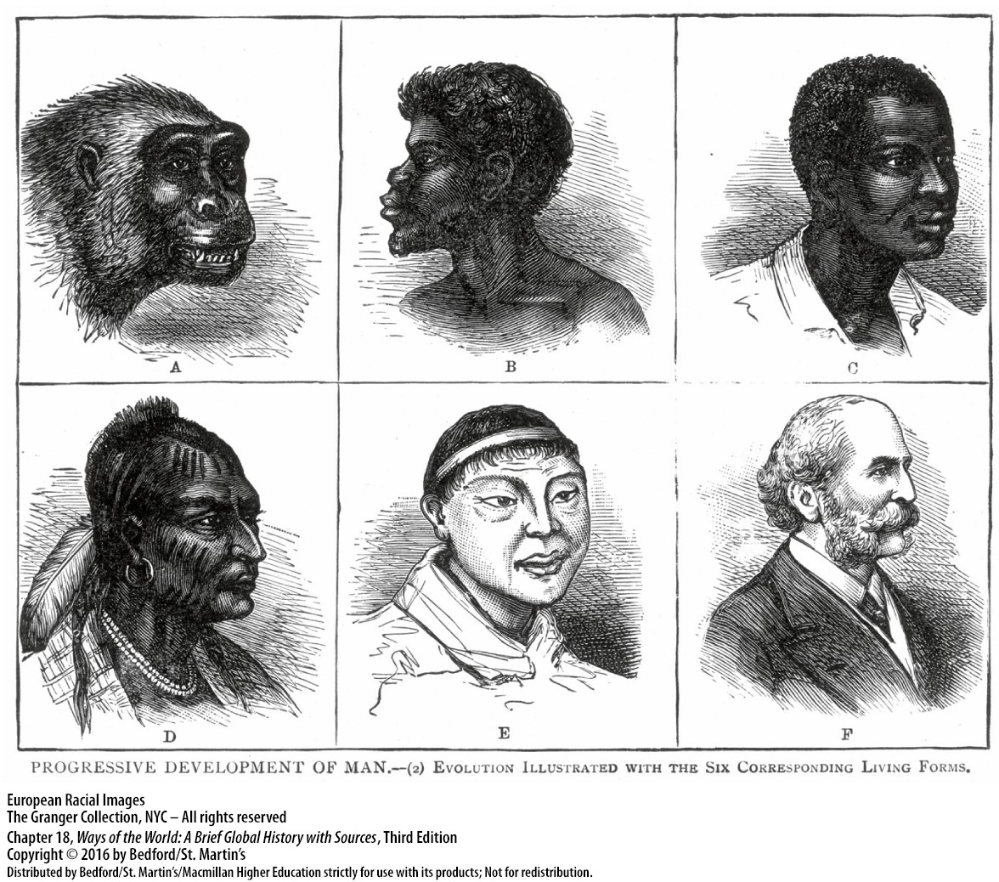 A
B
C
D
E
F
PROGRESSIVE DEVELOPMENT OF MAN.—(2) EVOLUTION ILLUSTRATED WITH THE SIX CORRESPONDING LIVING FORMS.
European Racial Images
The Granger Collection, NYC – All rights reserved
Chapter 18, Ways of the World: A Brief Global History with Sources, Third Edition
Copyright © 2016 by Bedford/St. Martin's
Distributed by Bedford/St. Martin's/Macmillan Higher Education strictly for use with its products; Not for redistribution.